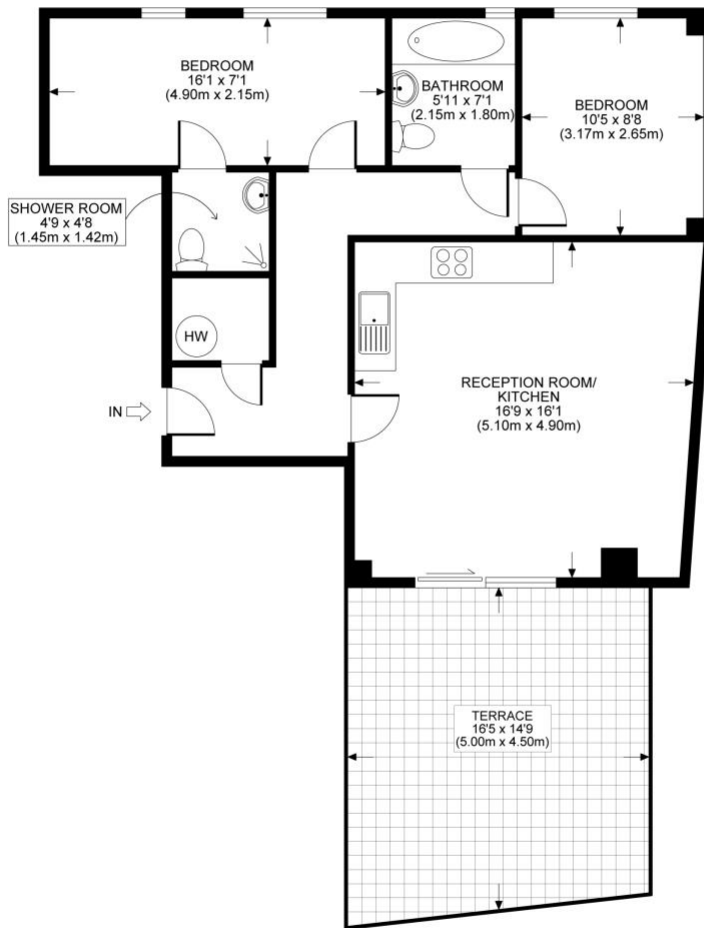 BEDROOM
16'1 x 7'1
(4.90m x 2.15m)
BATHROOM
5'11 x 7'1
(2.15m x 1.80m)
BEDROOM
10'5 x 8'8
(3.17m x 2.65m)
SHOWER ROOM
4'9 x 4'8
(1.45m x 1.42m)
HW
IN
RECEPTION ROOM/
KITCHEN
16'9 x 16'1
(5.10m x 4.90m)
TERRACE
16'5 x 14'9
(5.00m x 4.50m)